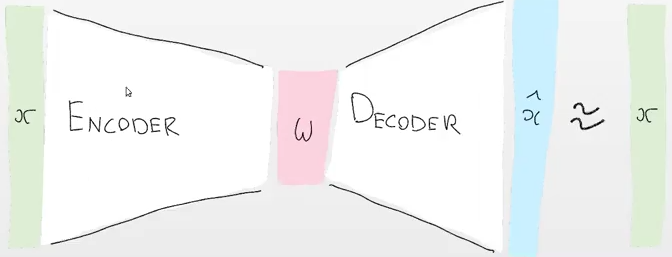 x ENCODER ω DECODER x̂ ≈ x